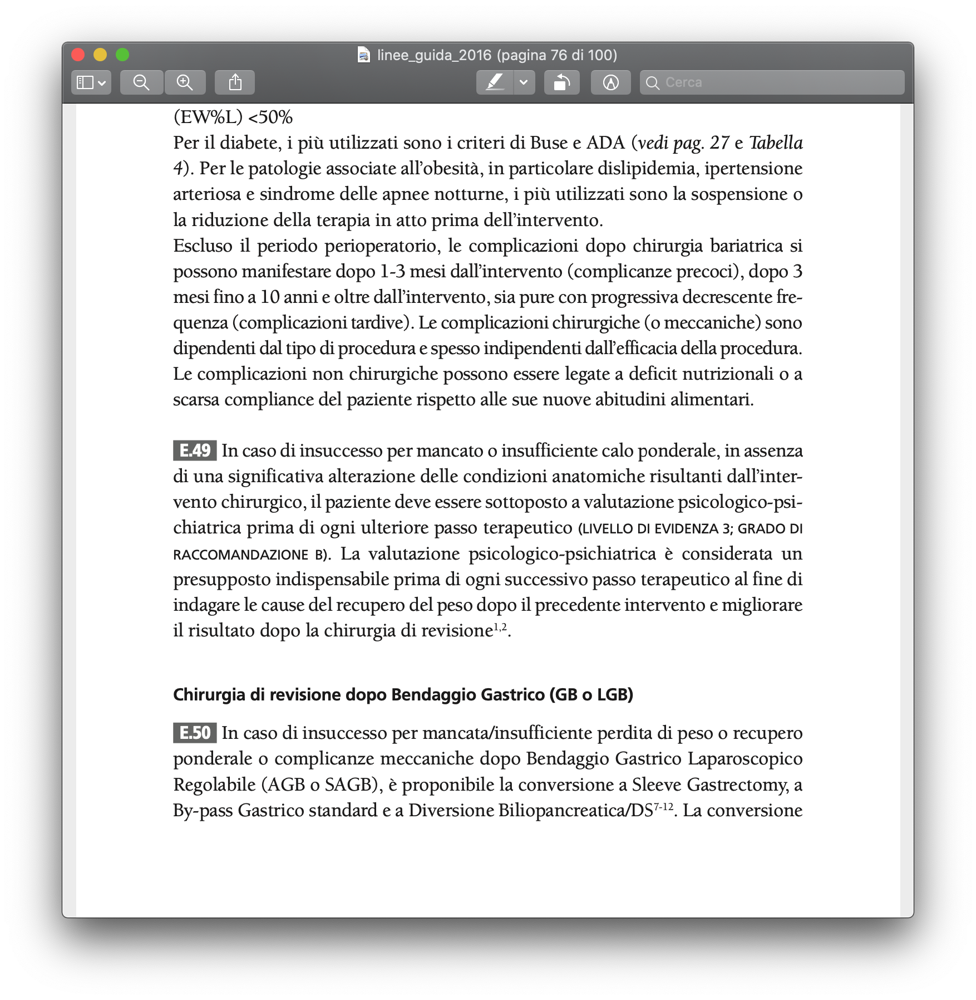 linee_guida_2016 (pagina 76 di 100)
Cerca
(EW%L) <50%
Per il diabete, i più utilizzati sono i criteri di Buse e ADA (vedi pag. 27 e Tabella
4). Per le patologie associate all’obesità, in particolare dislipidemia, ipertensione
arteriosa e sindrome delle apnee notturne, i più utilizzati sono la sospensione o
la riduzione della terapia in atto prima dell’intervento.
Escluso il periodo perioperatorio, le complicazioni dopo chirurgia bariatrica si
possono manifestare dopo 1-3 mesi dall’intervento (complicanze precoci), dopo 3
mesi fino a 10 anni e oltre dall’intervento, sia pure con progressiva decrescente fre-
quenza (complicazioni tardive). Le complicazioni chirurgiche (o meccaniche) sono
dipendenti dal tipo di procedura e spesso indipendenti dall’efficacia della procedura.
Le complicazioni non chirurgiche possono essere legate a deficit nutrizionali o a
scarsa compliance del paziente rispetto alle sue nuove abitudini alimentari.
E.49 In caso di insuccesso per mancato o insufficiente calo ponderale, in assenza
di una significativa alterazione delle condizioni anatomiche risultanti dall’inter-
vento chirurgico, il paziente deve essere sottoposto a valutazione psicologico-psi-
chiatrica prima di ogni ulteriore passo terapeutico (LIVELLO DI EVIDENZA 3; GRADO DI
RACCOMANDAZIONE B). La valutazione psicologico-psichiatrica è considerata un
presupposto indispensabile prima di ogni successivo passo terapeutico al fine di
indagare le cause del recupero del peso dopo il precedente intervento e migliorare
il risultato dopo la chirurgia di revisione1,2.
Chirurgia di revisione dopo Bendaggio Gastrico (GB o LGB)
E.50 In caso di insuccesso per mancata/insufficiente perdita di peso o recupero
ponderale o complicanze meccaniche dopo Bendaggio Gastrico Laparoscopico
Regolabile (AGB o SAGB), è proponibile la conversione a Sleeve Gastrectomy, a
By-pass Gastrico standard e a Diversione Biliopancreatica/DS7-12. La conversione